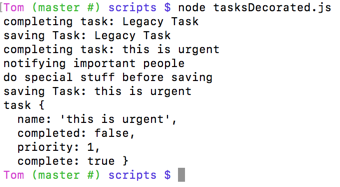 [Tom (master #) scripts $ node tasksDecorated.js
completing task: Legacy Task
saving Task: Legacy Task
completing task: this is urgent
notifying important people
do special stuff before saving
saving Task: this is urgent
task {
  name: 'this is urgent',
  completed: false,
  priority: 1,
  complete: true }
Tom (master #) scripts $